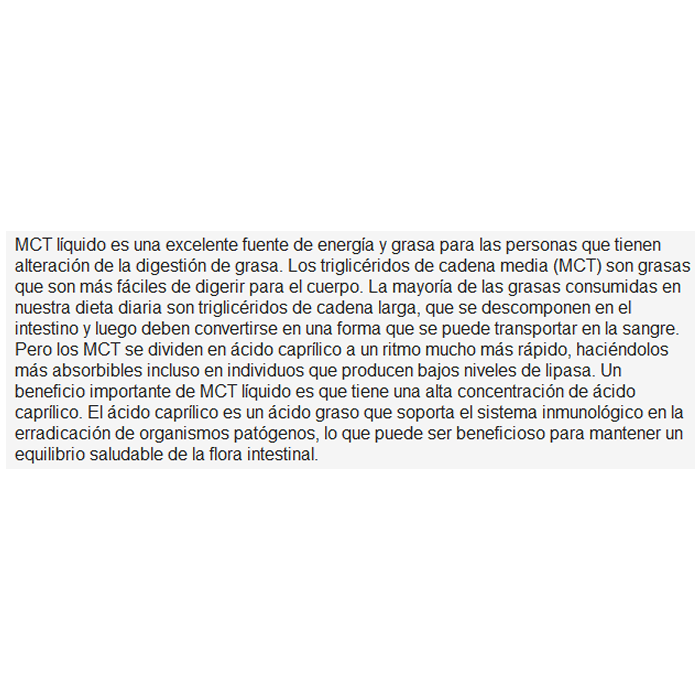 MCT líquido es una excelente fuente de energía y grasa para las personas que tienen
alteración de la digestión de grasa. Los triglicéridos de cadena media (MCT) son grasas
que son más fáciles de digerir para el cuerpo. La mayoría de las grasas consumidas en
nuestra dieta diaria son triglicéridos de cadena larga, que se descomponen en el
intestino y luego deben convertirse en una forma que se puede transportar en la sangre.
Pero los MCT se dividen en ácido caprílico a un ritmo mucho más rápido, haciéndolos
más absorbibles incluso en individuos que producen bajos niveles de lipasa. Un
beneficio importante de MCT líquido es que tiene una alta concentración de ácido
caprílico. El ácido caprílico es un ácido graso que soporta el sistema inmunológico en la
erradicación de organismos patógenos, lo que puede ser beneficioso para mantener un
equilibrio saludable de la flora intestinal.